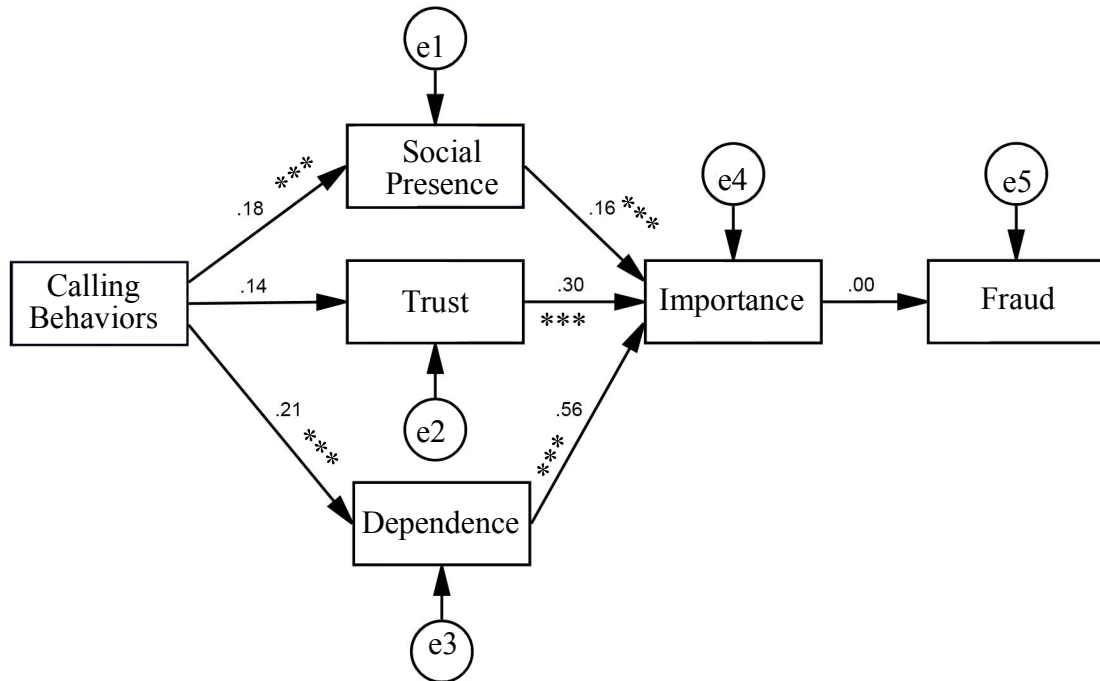 e1
Social
Presence
***
.18
.16 ***
e4
e5
Calling
Behaviors
.14
Trust
.30
***
Importance
.00
Fraud
.21
***
e2
.56
***
Dependence
e3